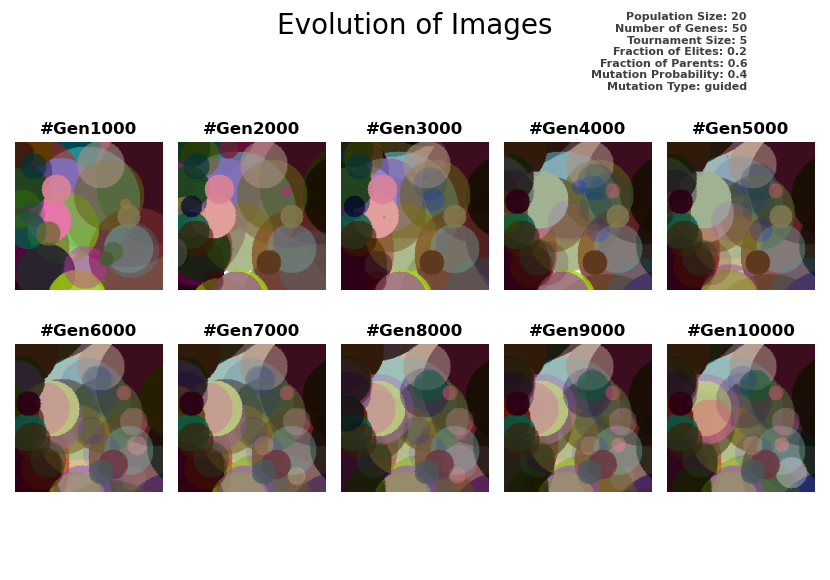 Evolution of Images
Population Size: 20
Number of Genes: 50
Tournament Size: 5
Fraction of Elites: 0.2
Fraction of Parents: 0.6
Mutation Probability: 0.4
Mutation Type: guided
#Gen1000
#Gen2000
#Gen3000
#Gen4000
#Gen5000
#Gen6000
#Gen7000
#Gen8000
#Gen9000
#Gen10000